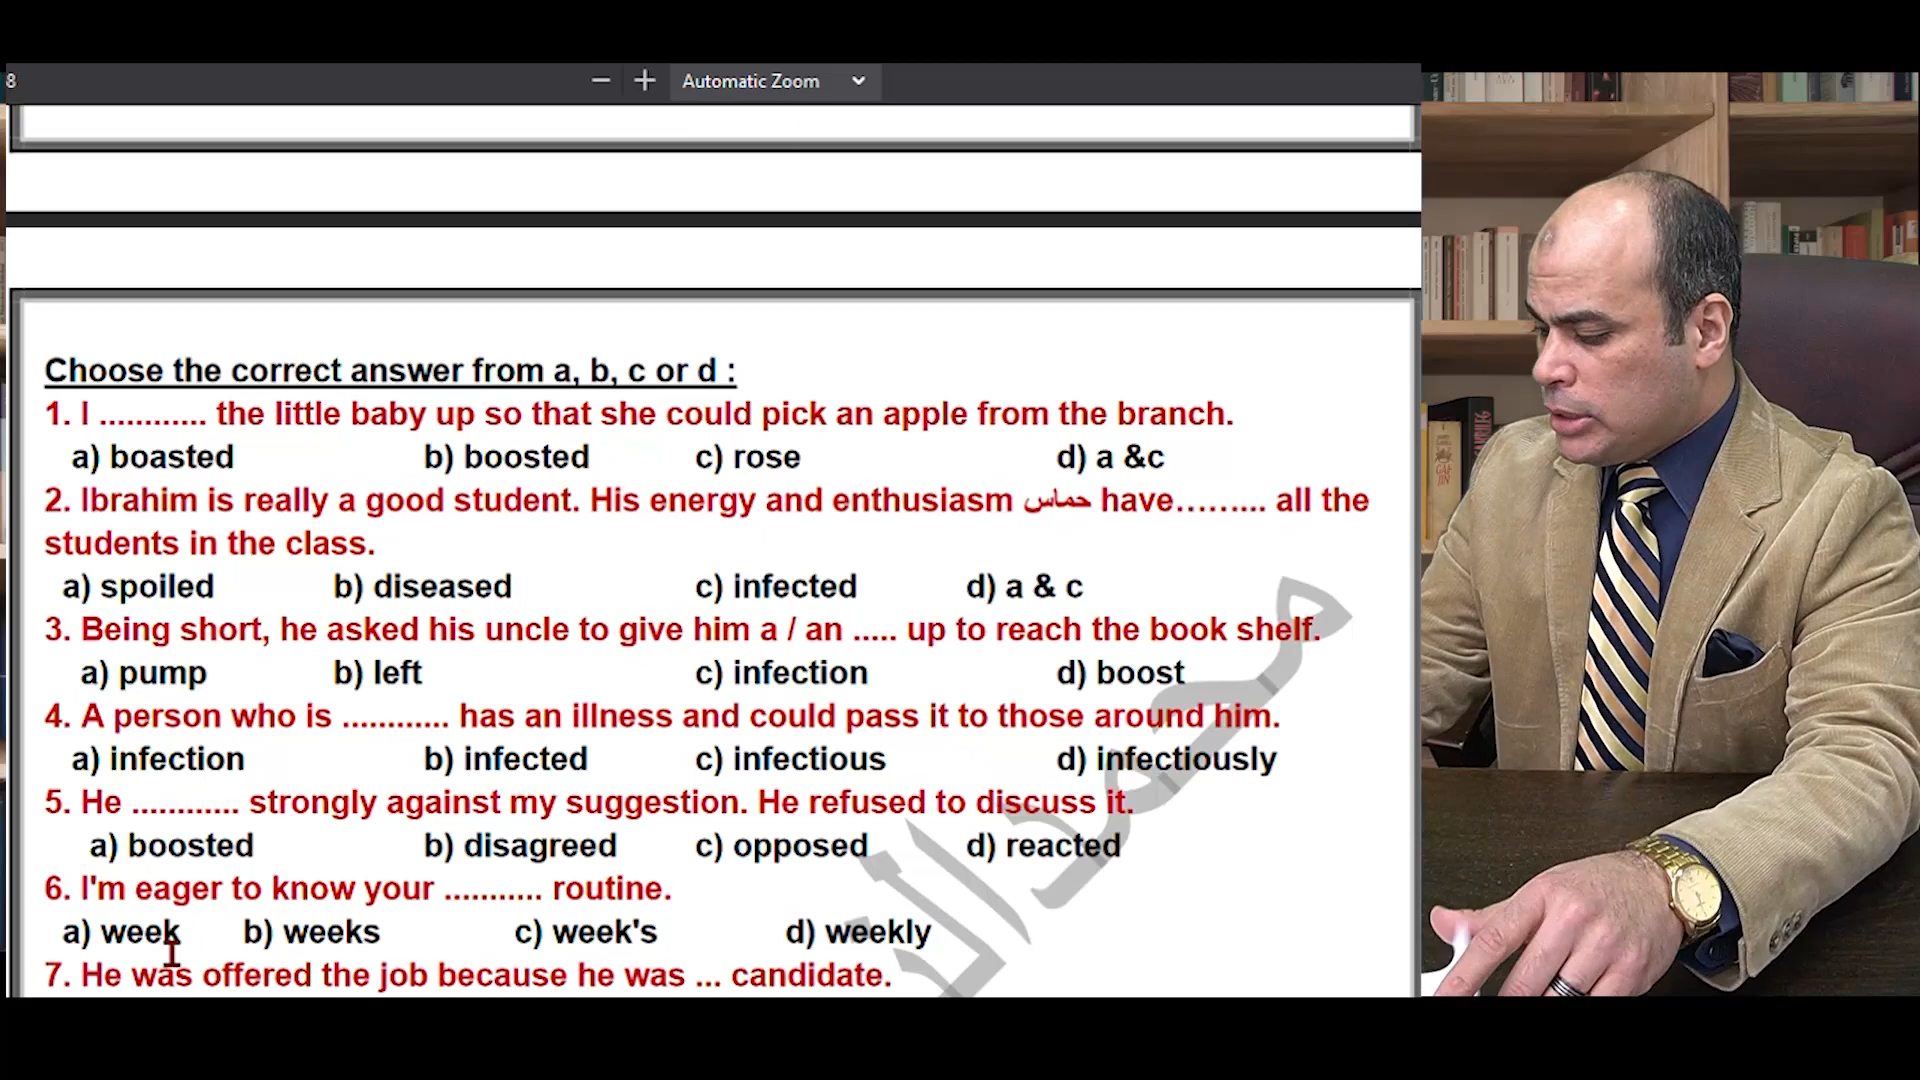 8
Automatic Zoom
Choose the correct answer from a, b, c or d :
1. I ............ the little baby up so that she could pick an apple from the branch.
a) boasted b) boosted c) rose d) a &c
2. Ibrahim is really a good student. His energy and enthusiasm حماس have…….... all the
students in the class.
a) spoiled b) diseased c) infected d) a & c
3. Being short, he asked his uncle to give him a / an ..... up to reach the book shelf.
a) pump b) left c) infection d) boost
4. A person who is ............ has an illness and could pass it to those around him.
a) infection b) infected c) infectious d) infectiously
5. He ............ strongly against my suggestion. He refused to discuss it.
a) boosted b) disagreed c) opposed d) reacted
6. I'm eager to know your ........... routine.
a) week b) weeks c) week's d) weekly
7. He was offered the job because he was ... candidate.
محمد